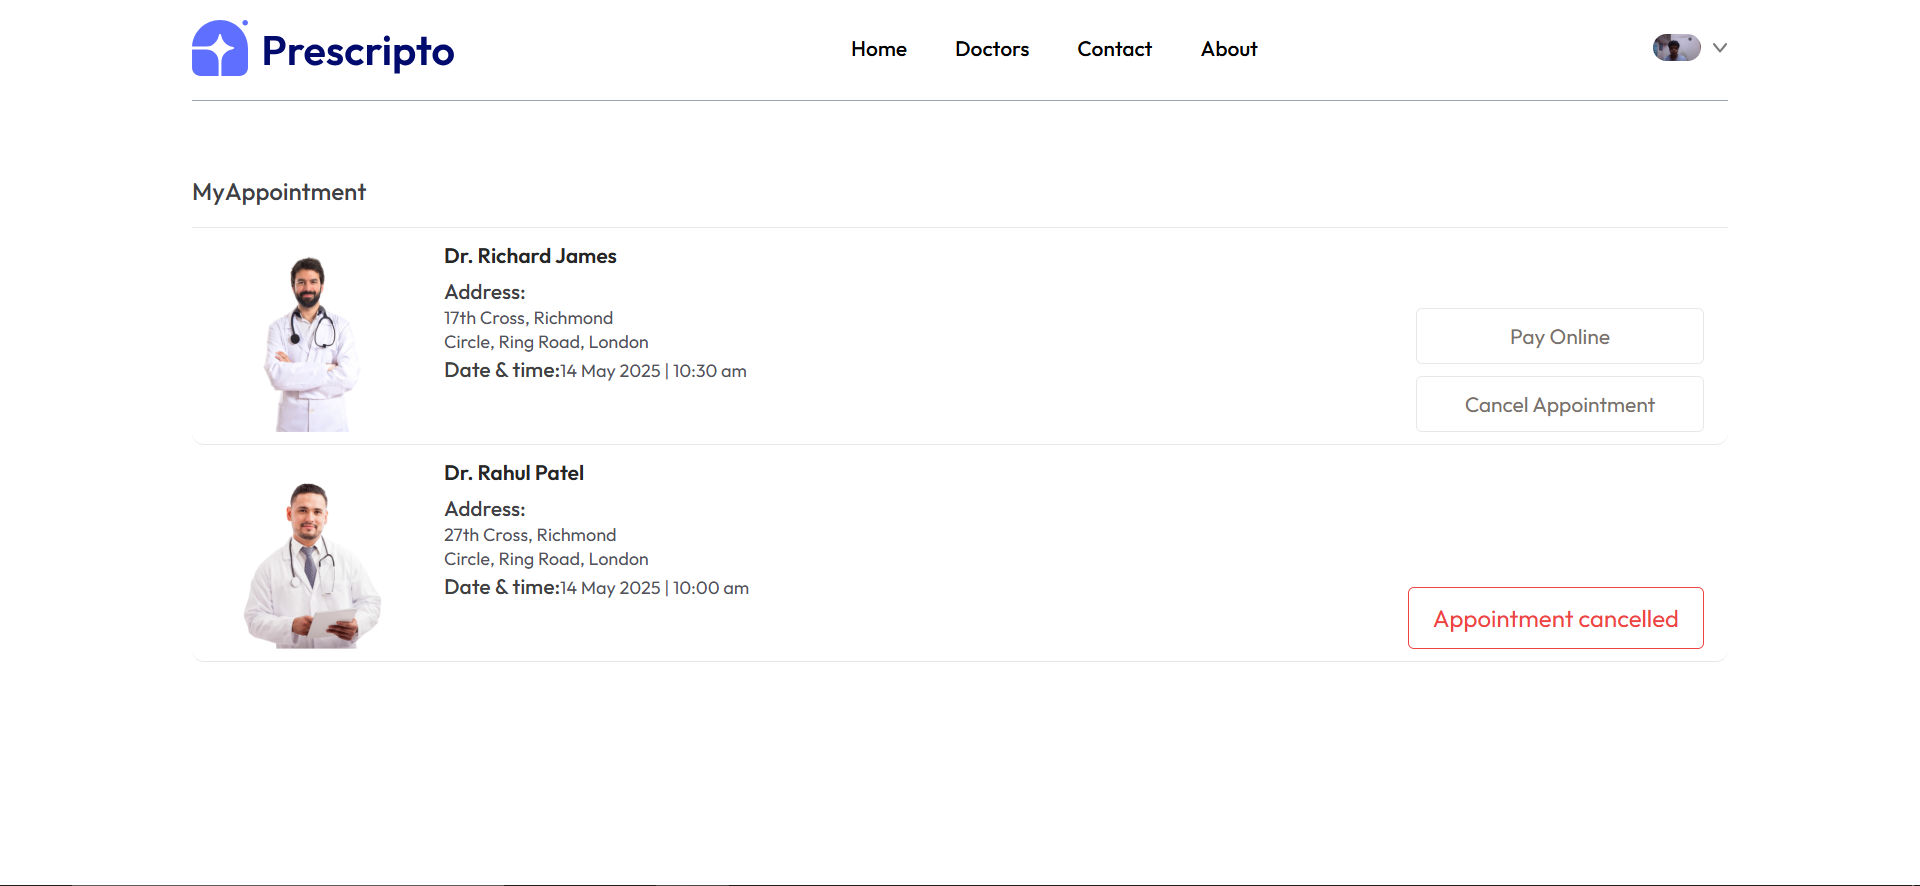 Prescripto
Home
Doctors
Contact
About
MyAppointment
Dr. Richard James
Address:
17th Cross, Richmond
Circle, Ring Road, London
Date & time:14 May 2025 | 10:30 am
Pay Online
Cancel Appointment
Dr. Rahul Patel
Address:
27th Cross, Richmond
Circle, Ring Road, London
Date & time:14 May 2025 | 10:00 am
Appointment cancelled